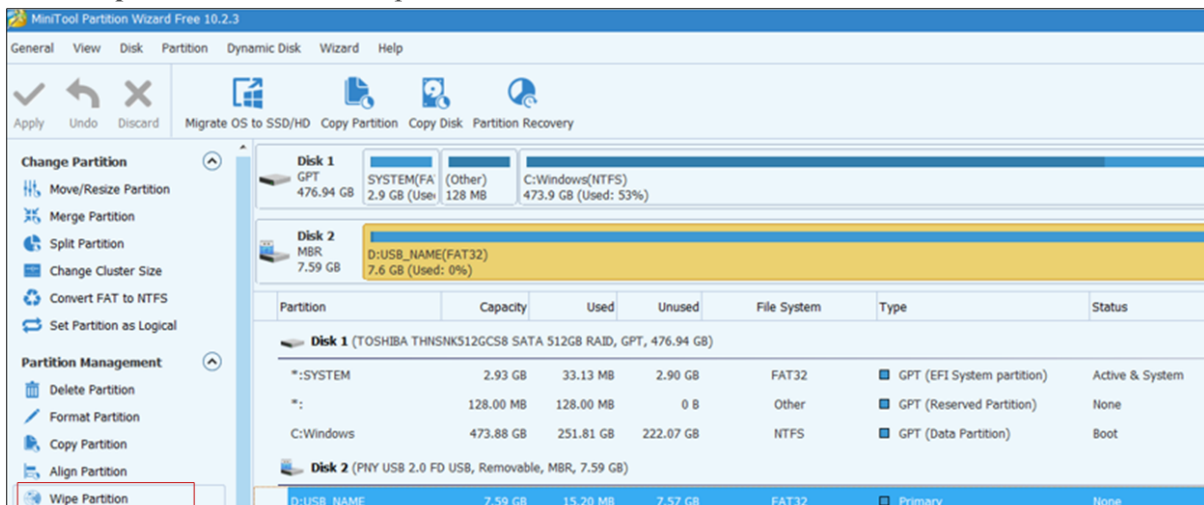 MiniTool Partition Wizard Free 10.2.3
General View Disk Partition Dynamic Disk Wizard Help
Apply Undo Discard Migrate OS to SSD/HD Copy Partition Copy Disk Partition Recovery
Change Partition
Move/Resize Partition
Merge Partition
Split Partition
Change Cluster Size
Convert FAT to NTFS
Set Partition as Logical
Partition Management
Delete Partition
Format Partition
Copy Partition
Align Partition
Wipe Partition
Disk 1
GPT
476.94 GB
SYSTEM(FA
2.9 GB (Use
(Other)
128 MB
C:Windows(NTFS)
473.9 GB (Used: 53%)
Disk 2
MBR
7.59 GB
D:USB_NAME(FAT32)
7.6 GB (Used: 0%)
Partition Capacity Used Unused File System Type Status
Disk 1 (TOSHIBA THNSNK512GCS8 SATA 512GB RAID, GPT, 476.94 GB)
*:SYSTEM 2.93 GB 33.13 MB 2.90 GB FAT32 GPT (EFI System partition) Active & System
*: 128.00 MB 128.00 MB 0 B Other GPT (Reserved Partition) None
C:Windows 473.88 GB 251.81 GB 222.07 GB NTFS GPT (Data Partition) Boot
Disk 2 (PNY USB 2.0 FD USB, Removable, MBR, 7.59 GB)
D:USB_NAME 7.59 GB 15.20 MB 7.57 GB FAT32 Primary None